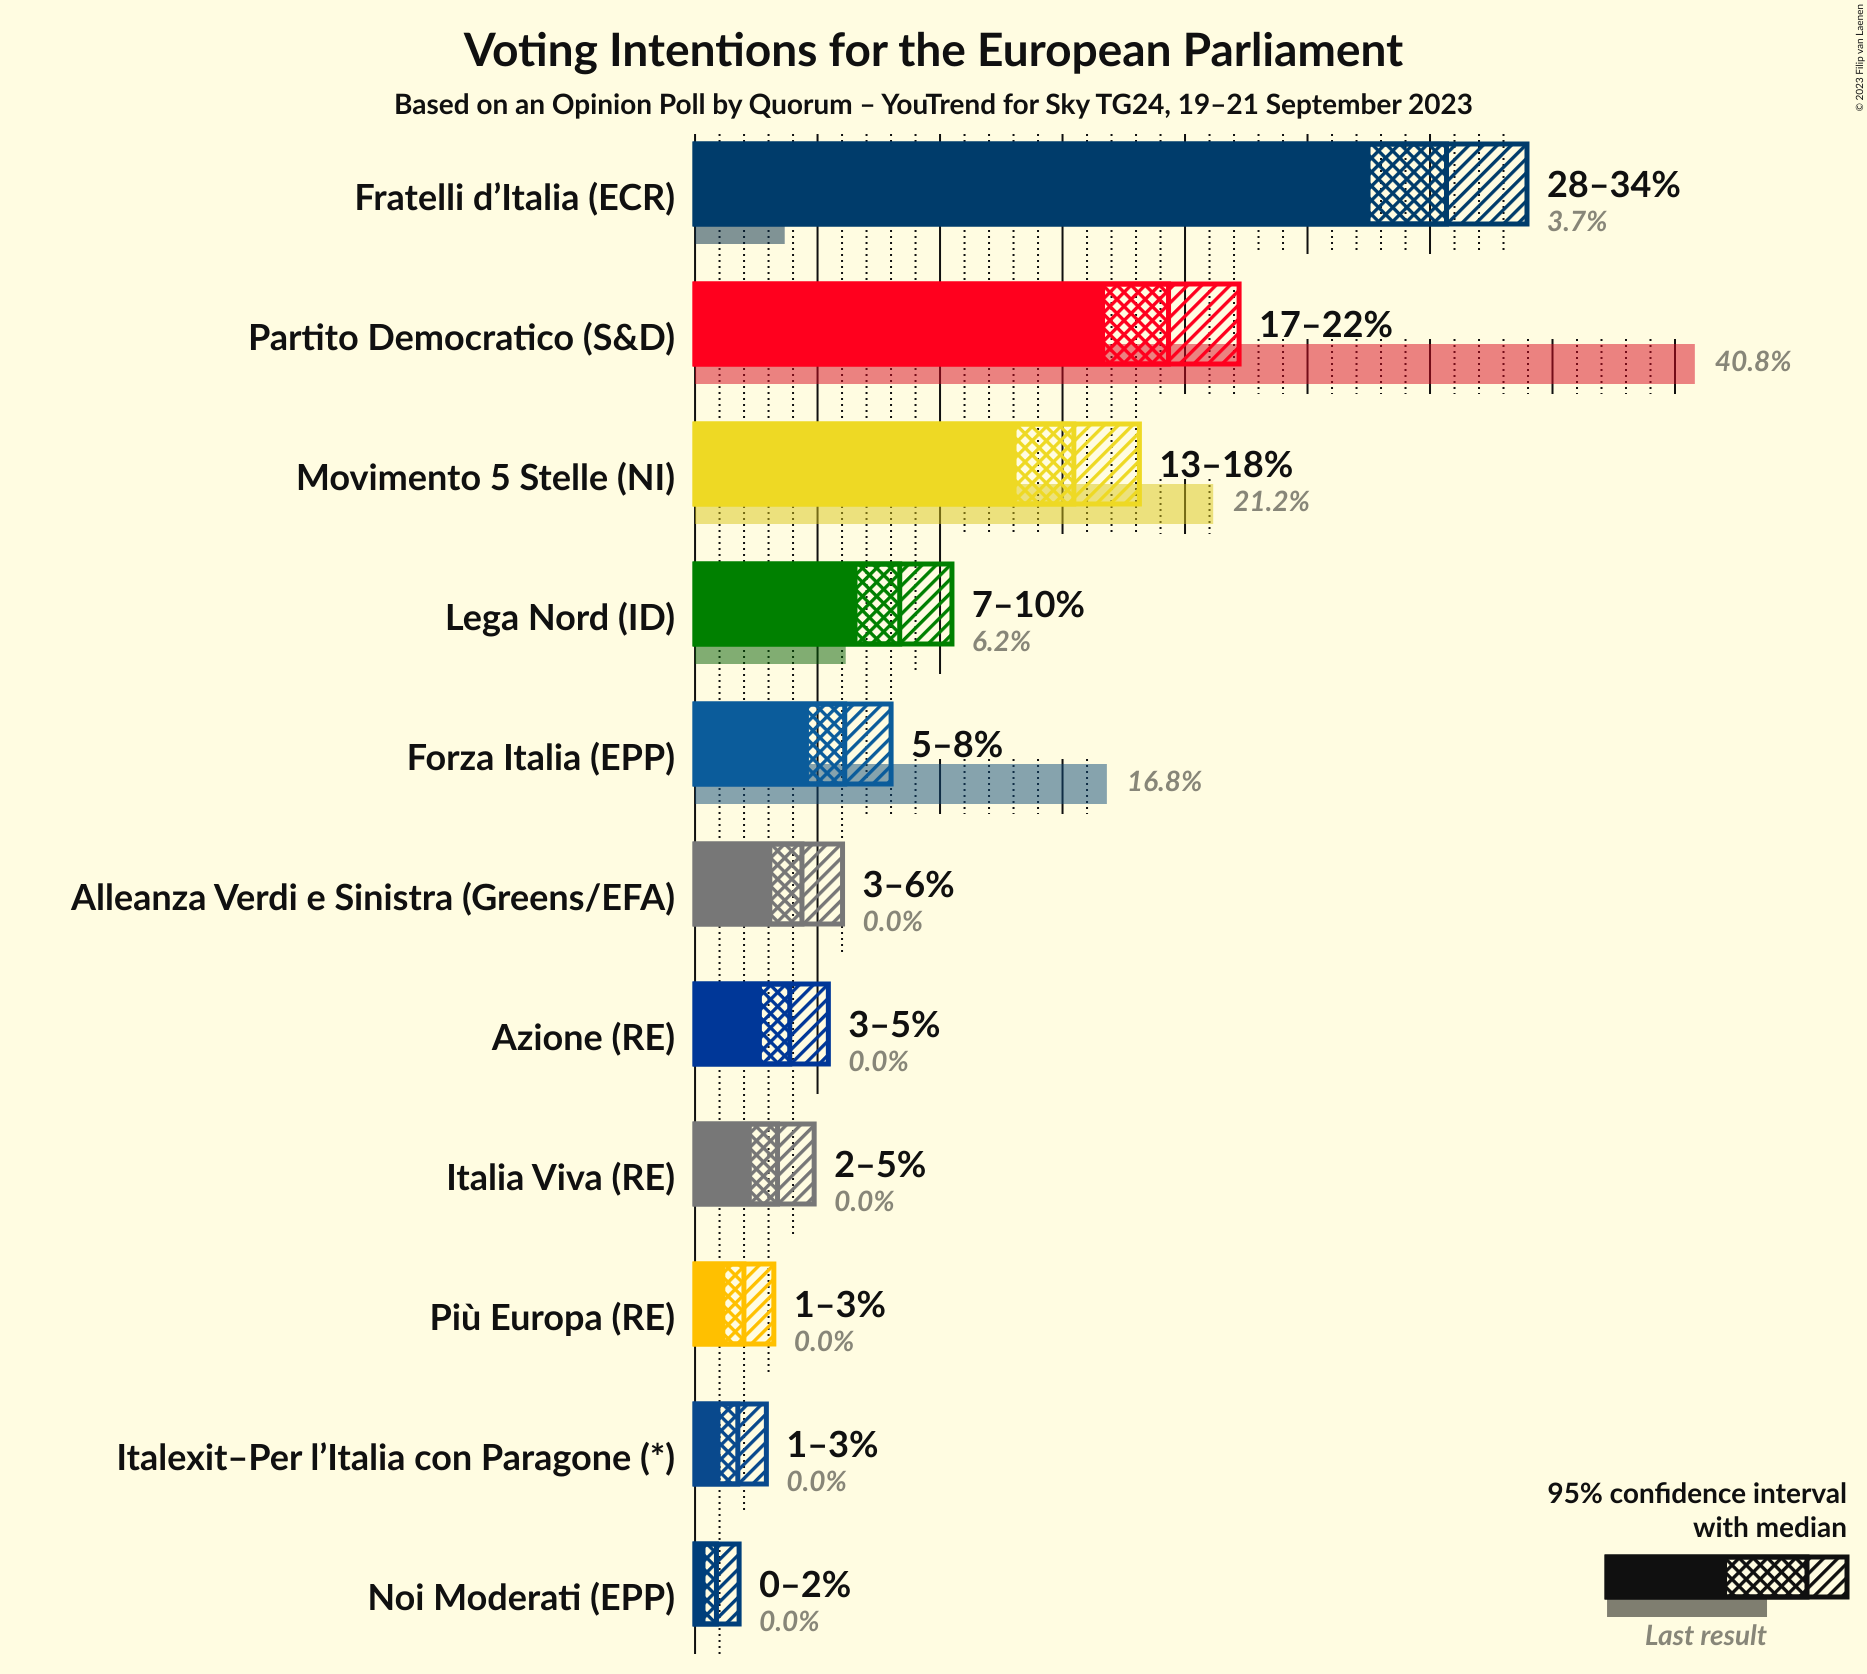 Voting Intentions for the European Parliament
Based on an Opinion Poll by Quorum – YouTrend for Sky TG24, 19–21 September 2023
© 2023 Filip van Laenen
Fratelli d’Italia (ECR)
28–34%
3.7%
Partito Democratico (S&D)
17–22%
40.8%
Movimento 5 Stelle (NI)
13–18%
21.2%
Lega Nord (ID)
7–10%
6.2%
Forza Italia (EPP)
5–8%
16.8%
Alleanza Verdi e Sinistra (Greens/EFA)
3–6%
0.0%
Azione (RE)
3–5%
0.0%
Italia Viva (RE)
2–5%
0.0%
Più Europa (RE)
1–3%
0.0%
Italexit–Per l’Italia con Paragone (*)
1–3%
0.0%
Noi Moderati (EPP)
0–2%
0.0%
95% confidence interval
with median
Last result